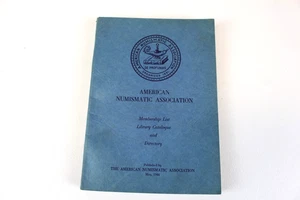 AMERICAN
NUMISMATIC ASSOCIATION
Membership List
Library Catalogue
and
Directory
Published by
THE AMERICAN NUMISMATIC ASSOCIATION